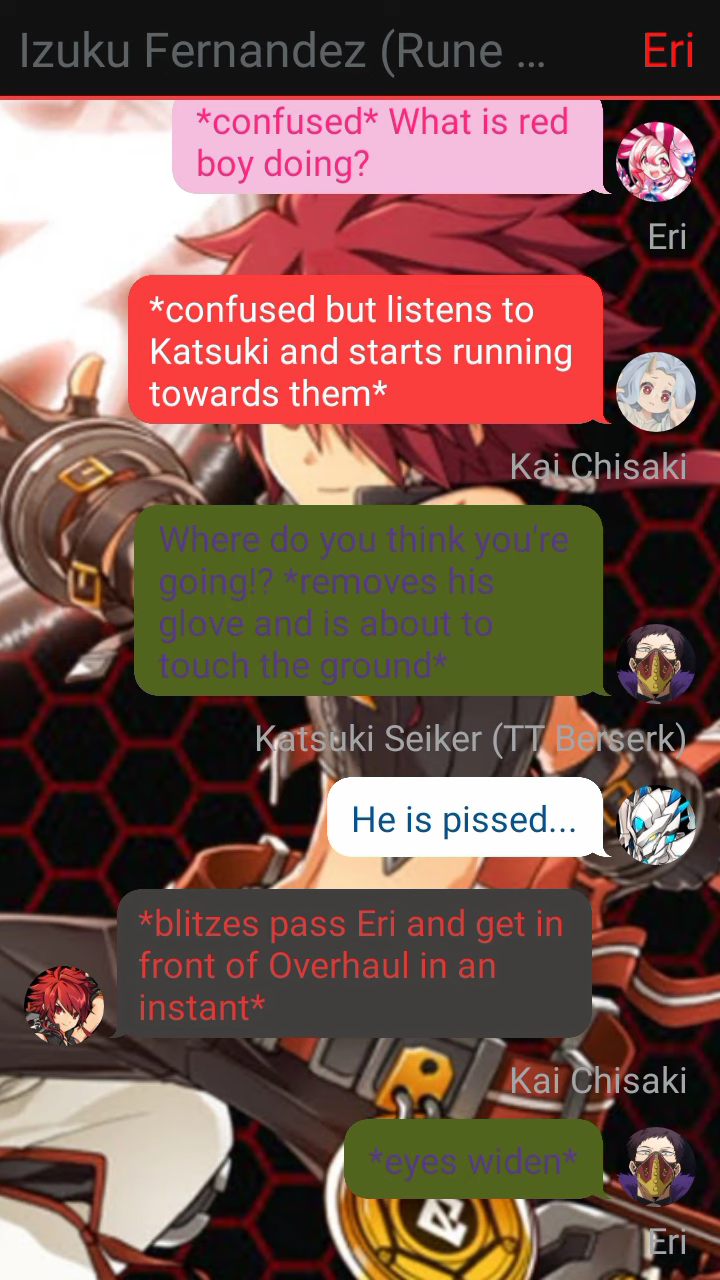 Izuku Fernandez (Rune ... Eri
*confused* What is red
boy doing?
Eri
*confused but listens to
Katsuki and starts running
towards them*
Kai Chisaki
Where do you think you're
going!? *removes his
glove and is about to
touch the ground*
Katsuki Seiker (TT Berserk)
He is pissed...
*blitzes pass Eri and get in
front of Overhaul in an
instant*
Kai Chisaki
*eyes widen*
Eri